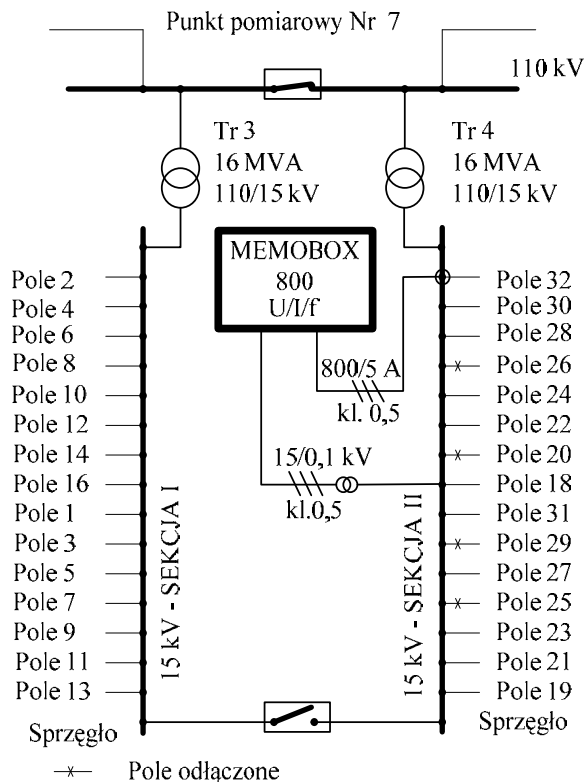 Punkt pomiarowy Nr 7
110 kV
Tr 3
16 MVA
110/15 kV
Tr 4
16 MVA
110/15 kV
MEMOBOX
800
U/I/f
800/5 A
kl. 0,5
15/0,1 kV
kl.0,5
Pole 2
Pole 4
Pole 6
Pole 8
Pole 10
Pole 12
Pole 14
Pole 16
Pole 1
Pole 3
Pole 5
Pole 7
Pole 9
Pole 11
Pole 13
Sprzęgło
15 kV - SEKCJA I
15 kV - SEKCJA II
Pole 32
Pole 30
Pole 28
Pole 26
Pole 24
Pole 22
Pole 20
Pole 18
Pole 31
Pole 29
Pole 27
Pole 25
Pole 23
Pole 21
Pole 19
Sprzęgło
Pole odłączone